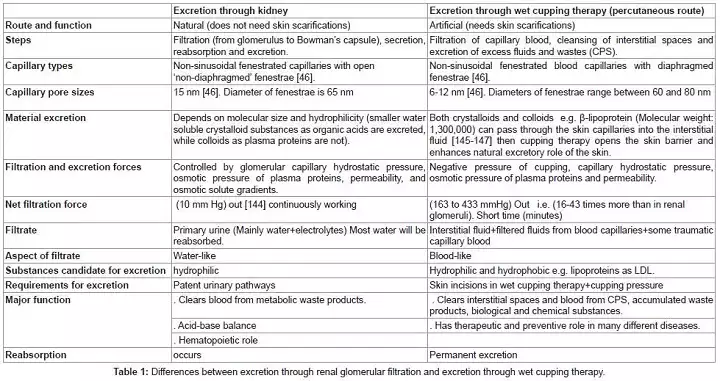 Excretion through kidney
Excretion through wet cupping therapy (percutaneous route)
Route and function
Natural (does not need skin scarifications)
Artificial (needs skin scarifications)
Steps
Filtration (from glomerulus to Bowman's capsule), secretion,
reabsorption and excretion.
Filtration of capillary blood, cleansing of interstitial spaces and
excretion of excess fluids and wastes (CPS).
Capillary types
Non-sinusoidal fenestrated capillaries with open
'non-diaphragmed' fenestrae [46].
Non-sinusoidal fenestrated blood capillaries with diaphragmed
fenestrae [46].
Capillary pore sizes
15 nm [46]. Diameter of fenestrae is 65 nm
6-12 nm [46]. Diameters of fenestrae range between 60 and 80 nm
Material excretion
Depends on molecular size and hydrophilicity (smaller water
soluble crystalloid substances as organic acids are excreted,
while colloids as plasma proteins are not).
Both crystalloids and colloids e.g. β-lipoprotein (Molecular weight:
1,300,000) can pass through the skin capillaries into the interstitial
fluid [145-147] then cupping therapy opens the skin barrier and
enhances natural excretory role of the skin.
Filtration and excretion forces
Controlled by glomerular capillary hydrostatic pressure,
osmotic pressure of plasma proteins, permeability, and
osmotic solute gradients.
Negative pressure of cupping, capillary hydrostatic pressure,
osmotic pressure of plasma proteins and permeability.
Net filtration force
(10 mm Hg) out [144] continuously working
(163 to 433 mmHg) Out i.e. (16-43 times more than in renal
glomeruli). Short time (minutes)
Filtrate
Primary urine (Mainly water+electrolytes) Most water will be
reabsorbed.
Interstitial fluid+filtered fluids from blood capillaries+some traumatic
capillary blood
Aspect of filtrate
Water-like
Blood-like
Substances candidate for excretion
hydrophilic
Hydrophilic and hydrophobic e.g. lipoproteins as LDL.
Requirements for excretion
Patent urinary pathways
Skin incisions in wet cupping therapy+cupping pressure
Major function
. Clears blood from metabolic waste products.
. Clears interstitial spaces and blood from CPS, accumulated waste
products, biological and chemical substances.
. Acid-base balance
. Has therapeutic and preventive role in many different diseases.
. Hematopoietic role
Reabsorption
occurs
Permanent excretion
Table 1: Differences between excretion through renal glomerular filtration and excretion through wet cupping therapy.